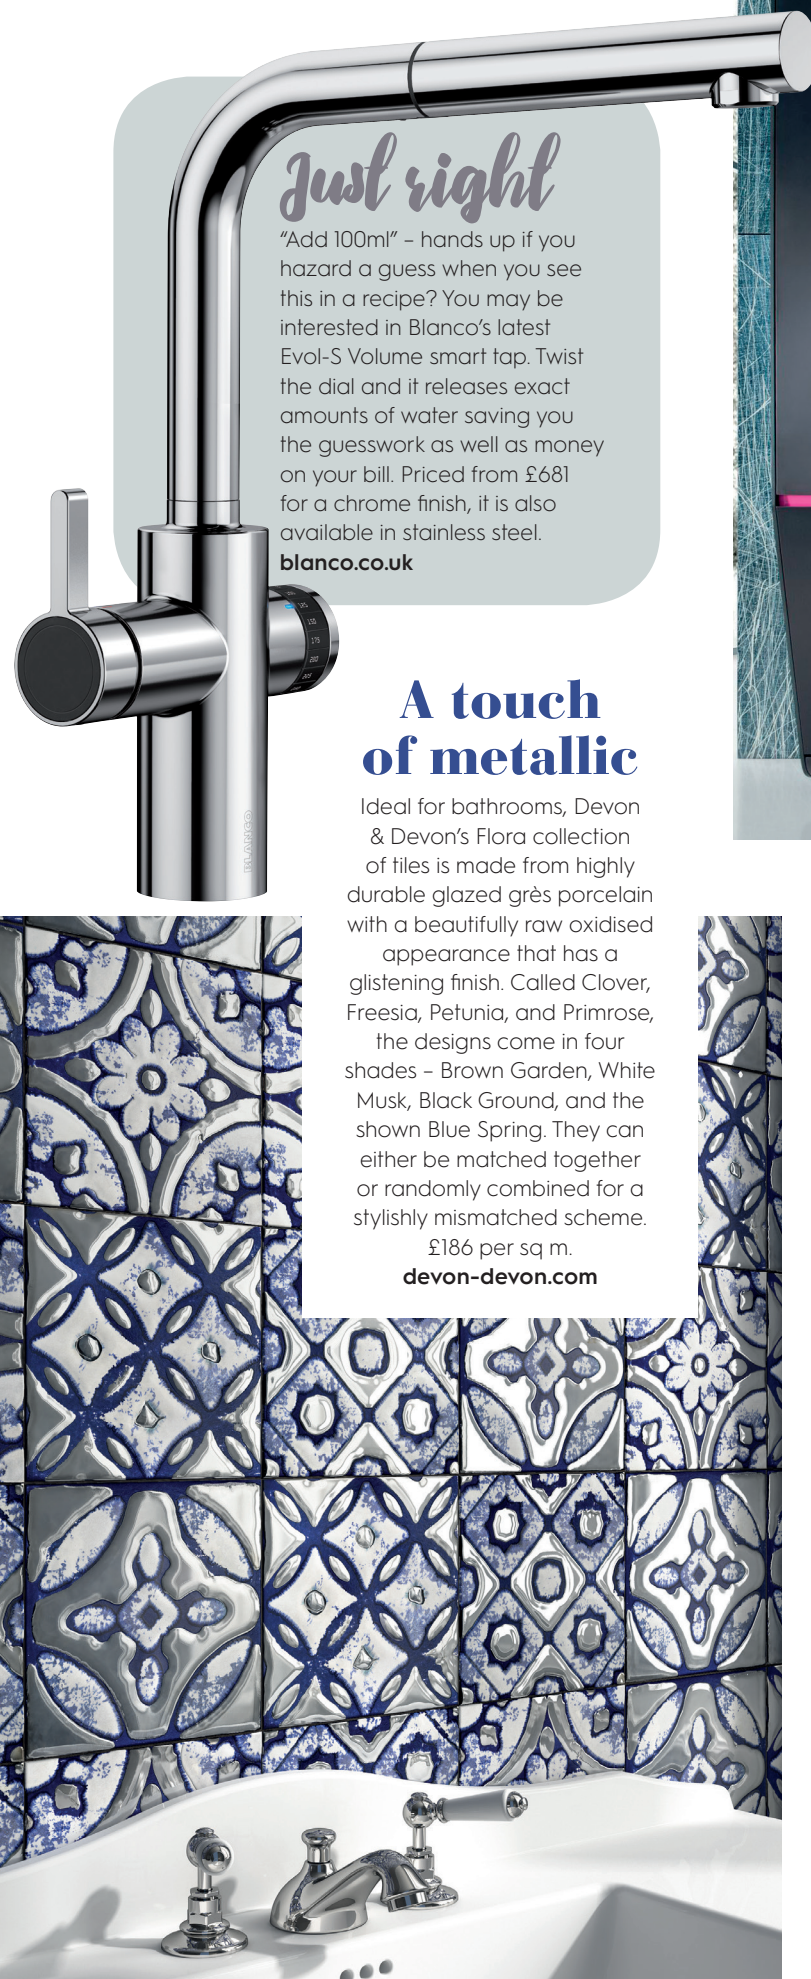 Just right
“Add 100ml” – hands up if you
hazard a guess when you see
this in a recipe? You may be
interested in Blanco’s latest
Evol-S Volume smart tap. Twist
the dial and it releases exact
amounts of water saving you
the guesswork as well as money
on your bill. Priced from £681
for a chrome finish, it is also
available in stainless steel.
blanco.co.uk
150
175
200
BLANCO
A touch
of metallic
Ideal for bathrooms, Devon
& Devon’s Flora collection
of tiles is made from highly
durable glazed grès porcelain
with a beautifully raw oxidised
appearance that has a
glistening finish. Called Clover,
Freesia, Petunia, and Primrose,
the designs come in four
shades – Brown Garden, White
Musk, Black Ground, and the
shown Blue Spring. They can
either be matched together
or randomly combined for a
stylishly mismatched scheme.
£186 per sq m.
devon-devon.com